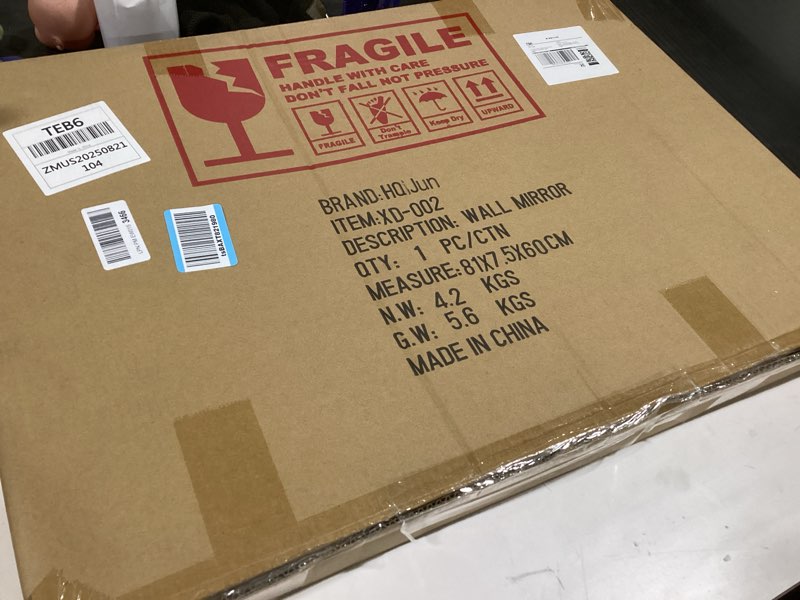 FRAGILE
HANDLE WITH CARE
DON'T FALL NOT PRESSURE
FRAGILE
Don't Trample
Keep Dry
UPWARD
TEB6
ZMUS20250821
104
3466
tsBAXT621980
BRAND:HQiJun
ITEM:XD-002
DESCRIPTION: WALL MIRROR
QTY: 1 PC/CTN
MEASURE:81X7.5X60CM
N.W: 4.2 KGS
G.W: 5.6 KGS
MADE IN CHINA